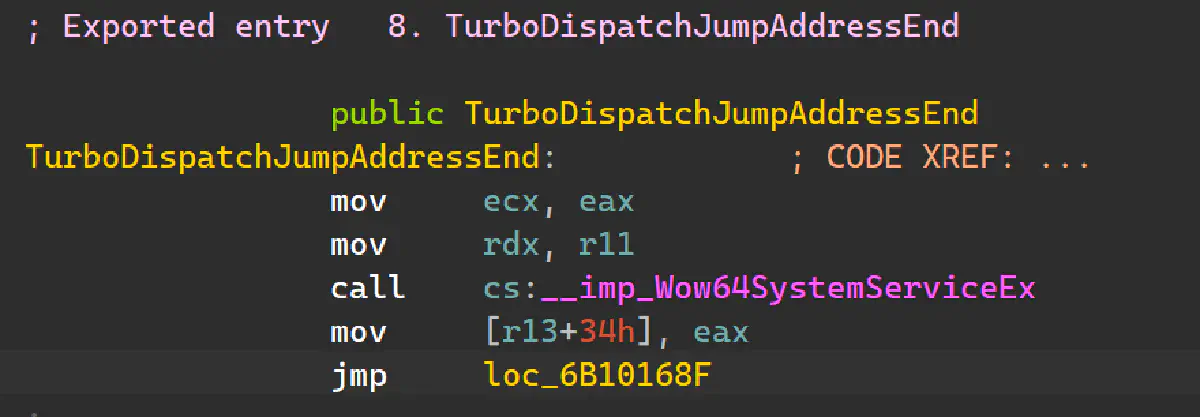 ; Exported entry   8. TurboDispatchJumpAddressEnd
public TurboDispatchJumpAddressEnd
TurboDispatchJumpAddressEnd:                ; CODE XREF: ...
mov     ecx, eax
mov     rdx, r11
call    cs:__imp_Wow64SystemServiceEx
mov     [r13+34h], eax
jmp     loc_6B10168F